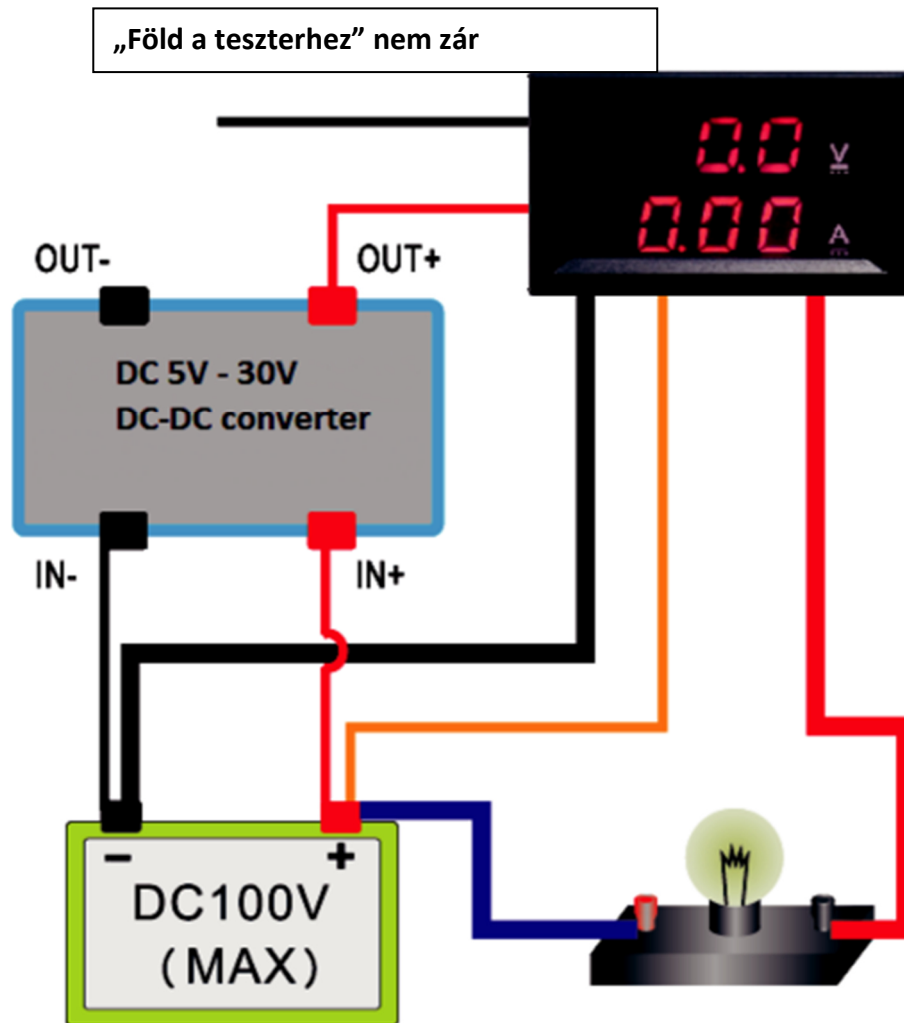 „Föld a teszterhez” nem zár
0.0 V
0.00 A
OUT-
OUT+
DC 5V - 30V
DC-DC converter
IN-
IN+
- +
DC100V
(MAX)